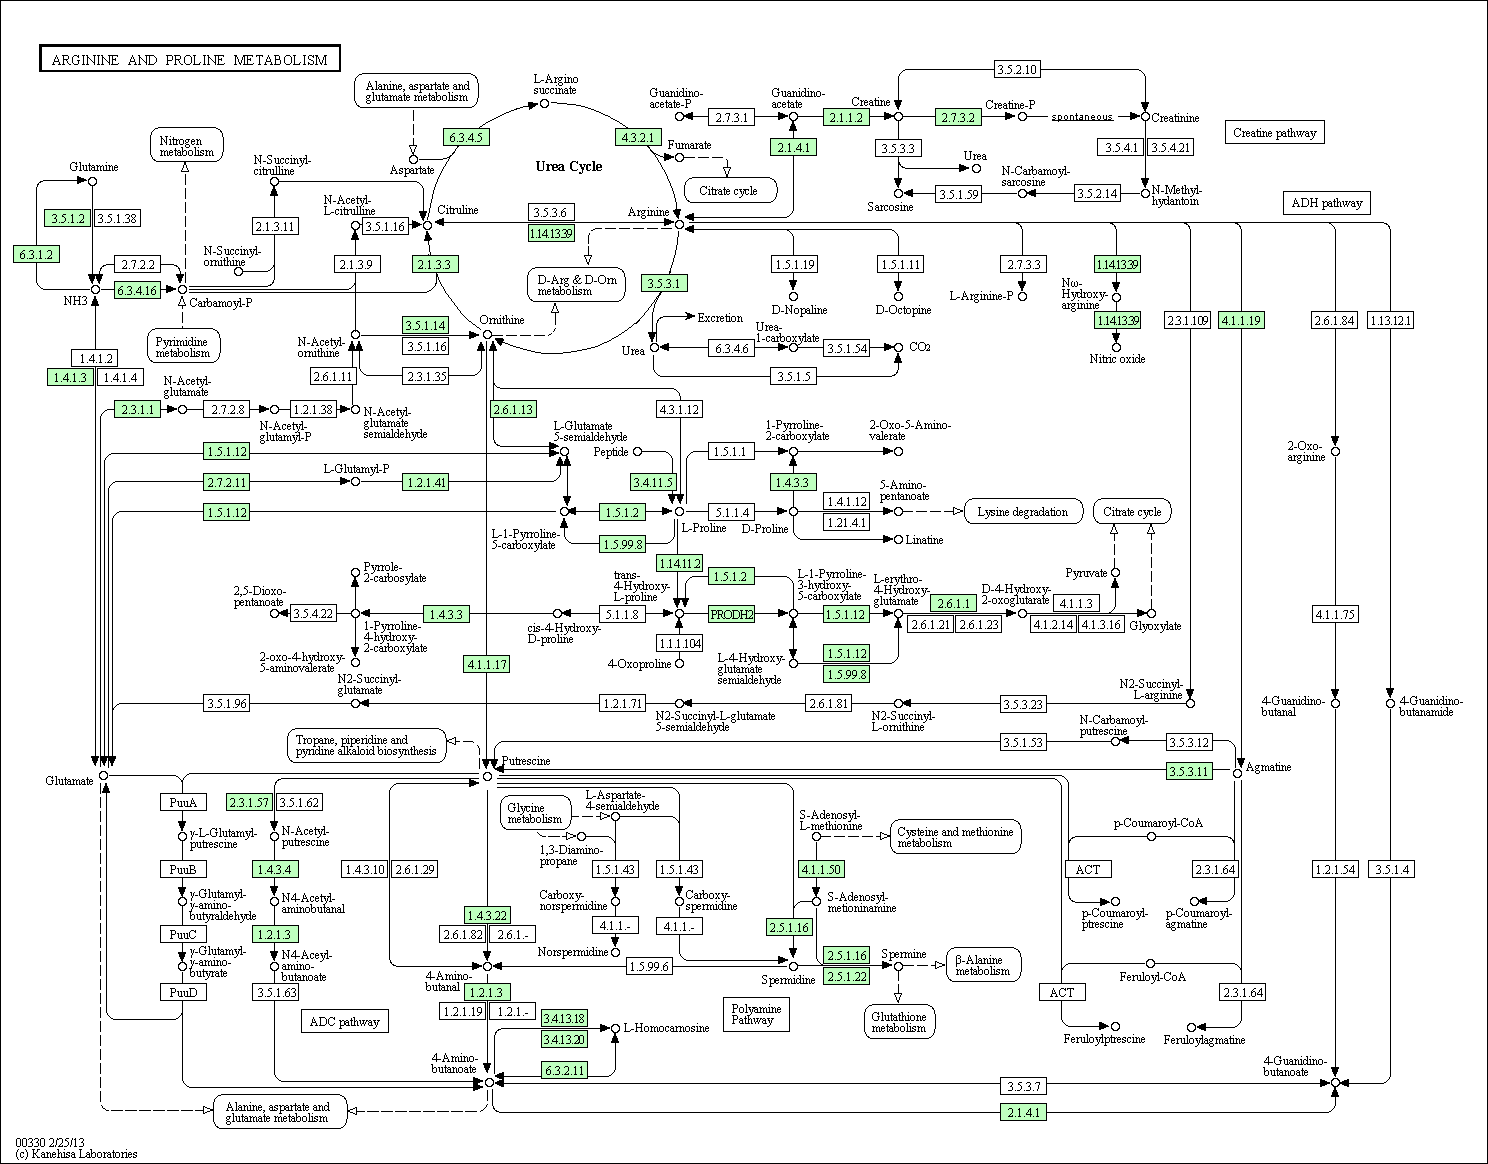 ARGININE AND PROLINE METABOLISM
Alanine, aspartate and
glutamate metabolism
L-Argino
succinate
Guanidino-
acetate-P
2.7.3.1
Guanidino-
acetate
2.1.1.2
Creatine
3.5.2.10
2.7.3.2
Creatine-P
spontaneous
Creatinine
Creatine pathway
6.3.4.5
4.3.2.1
Urea Cycle
Fumarate
2.1.4.1
3.5.3.3
3.5.4.1
3.5.4.21
Nitrogen
metabolism
Aspartate
Citrate cycle
Urea
Sarcosine
3.5.1.59
N-Carbamoyl-
sarcosine
3.5.2.14
N-Methyl-
hydantoin
ADH pathway
Glutamine
N-Succinyl-
citrulline
N-Acetyl-
L-citrulline
3.5.1.16
Citruline
3.5.3.6
1.14.13.39
Arginine
3.5.1.2
3.5.1.38
2.1.3.11
6.3.1.2
2.7.2.2
N-Succinyl-
ornithine
2.1.3.9
2.1.3.3
D-Arg & D-Orn
metabolism
3.5.3.1
1.5.1.19
1.5.1.11
2.7.3.3
1.14.13.39
NH3
6.3.4.16
Carbamoyl-P
D-Nopaline
D-Octopine
L-Arginine-P
Nω-
Hydroxy-
arginine
Pyrimidine
metabolism
N-Acetyl-
ornithine
3.5.1.14
3.5.1.16
Ornithine
Excretion
Urea
6.3.4.6
Urea-
1-carboxylate
3.5.1.54
CO2
1.14.13.39
Nitric oxide
2.3.1.109
4.1.1.19
2.6.1.84
1.13.12.1
1.4.1.2
1.4.1.3
1.4.1.4
2.6.1.11
2.3.1.35
3.5.1.5
2.3.1.1
N-Acetyl-
glutamate
2.7.2.8
N-Acetyl-
glutamyl-P
1.2.1.38
N-Acetyl-
glutamate
semialdehyde
2.6.1.13
4.3.1.12
1.5.1.12
L-Glutamate
5-semialdehyde
Peptide
1.5.1.1
1-Pyrroline-
2-carboxylate
2-Oxo-5-Amino-
valerate
2-Oxo-
arginine
2.7.2.11
L-Glutamyl-P
1.2.1.41
3.4.11.5
1.4.3.3
1.5.1.12
L-1-Pyrroline-
5-carboxylate
1.5.1.2
1.5.99.8
L-Proline
5.1.1.4
D-Proline
1.4.1.12
1.21.4.1
5-Amino-
pentanoate
Lysine degradation
Citrate cycle
Linatine
1.14.11.2
Pyrrole-
2-carbosylate
2,5-Dioxo-
pentanoate
3.5.4.22
1-Pyrroline-
4-hydroxy-
2-carboxylate
1.4.3.3
cis-4-Hydroxy-
D-proline
5.1.1.8
trans-
4-Hydroxy-
L-proline
1.5.1.2
PRODH2
L-1-Pyrroline-
3-hydroxy-
5-carboxylate
1.5.1.12
L-erythro-
4-Hydroxy-
glutamate
2.6.1.1
2.6.1.21
2.6.1.23
D-4-Hydroxy-
2-oxoglutarate
4.1.1.3
4.1.2.14
4.1.3.16
Pyruvate
Glyoxylate
4.1.1.75
2-oxo-4-hydroxy-
5-aminovalerate
4.1.1.17
1.1.1.104
4-Oxoproline
L-4-Hydroxy-
glutamate
semialdehyde
1.5.1.12
1.5.99.8
3.5.1.96
N2-Succinyl-
glutamate
1.2.1.71
N2-Succinyl-L-glutamate
5-semialdehyde
2.6.1.81
N2-Succinyl-
L-ornithine
3.5.3.23
N2-Succinyl-
L-arginine
4-Guanidino-
butanal
4-Guanidino-
butanamide
Tropane, piperidine and
pyridine alkaloid biosynthesis
3.5.1.53
N-Carbamoyl-
putrescine
3.5.3.12
Glutamate
Putrescine
3.5.3.11
Agmatine
PuuA
2.3.1.57
3.5.1.62
Glycine
metabolism
L-Aspartate-
4-semialdehyde
S-Adenosyl-
L-methionine
Cysteine and methionine
metabolism
p-Coumaroyl-CoA
γ-L-Glutamyl-
putrescine
N-Acetyl-
putrescine
1,3-Diamino-
propane
PuuB
1.4.3.4
1.4.3.10
2.6.1.29
1.5.1.43
1.5.1.43
4.1.1.50
ACT
2.3.1.64
1.2.1.54
3.5.1.4
γ-Glutamyl-
γ-amino-
butyraldehyde
N4-Acetyl-
aminobutanal
1.4.3.22
Carboxy-
norspermidine
Carboxy-
spermidine
S-Adenosyl-
metioninamine
p-Coumaroyl-
ptrescine
p-Coumaroyl-
agmatine
PuuC
1.2.1.3
2.6.1.82
2.6.1.-
4.1.1.-
4.1.1.-
2.5.1.16
γ-Glutamyl-
γ-amino-
butyrate
N4-Aceyl-
amino-
butanoate
4-Amino-
butanal
Norspermidine
1.5.99.6
Spermidine
2.5.1.16
2.5.1.22
Spermine
β-Alanine
metabolism
Feruloyl-CoA
PuuD
3.5.1.63
1.2.1.3
1.2.1.19
1.2.1.-
ACT
2.3.1.64
ADC pathway
3.4.13.18
3.4.13.20
L-Homocarnosine
Polyamine
Pathway
Glutathione
metabolism
Feruloylptrescine
Feruloylagmatine
4-Amino-
butanoate
6.3.2.11
4-Guanidino-
butanoate
3.5.3.7
Alanine, aspartate and
glutamate metabolism
2.1.4.1
00330 2/25/13
(c) Kanehisa Laboratories